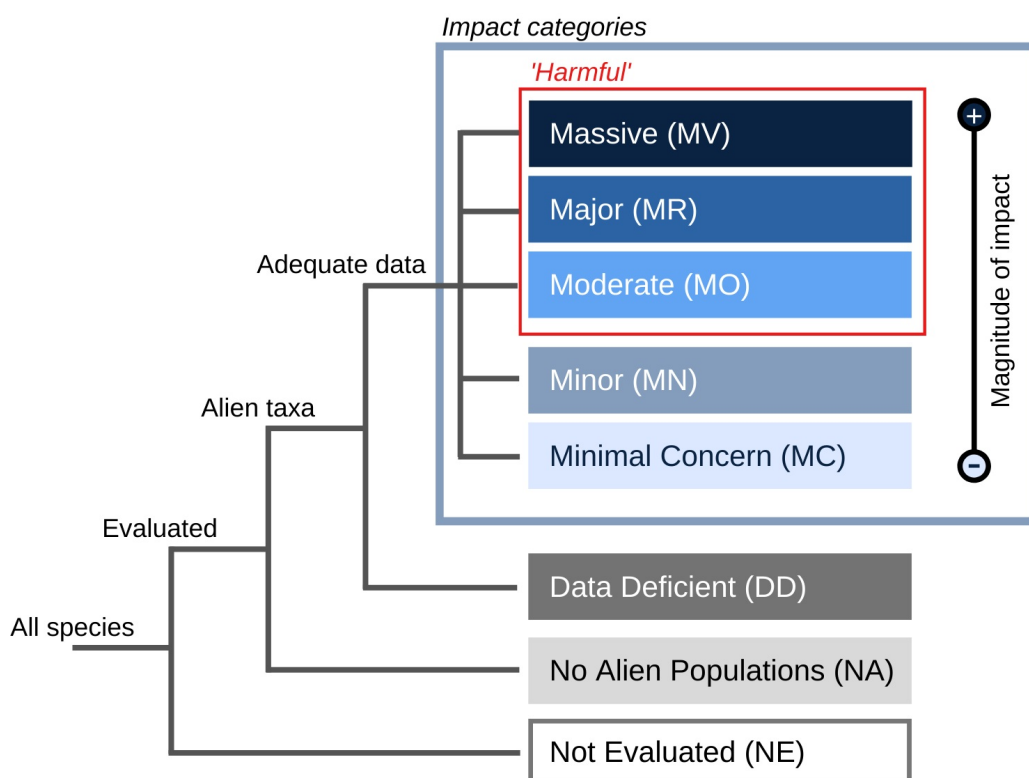 Impact categories
'Harmful'
Massive (MV)
Major (MR)
Adequate data
Moderate (MO)
Magnitude of impact
Minor (MN)
Alien taxa
Minimal Concern (MC)
Evaluated
Data Deficient (DD)
All species
No Alien Populations (NA)
Not Evaluated (NE)
+
-